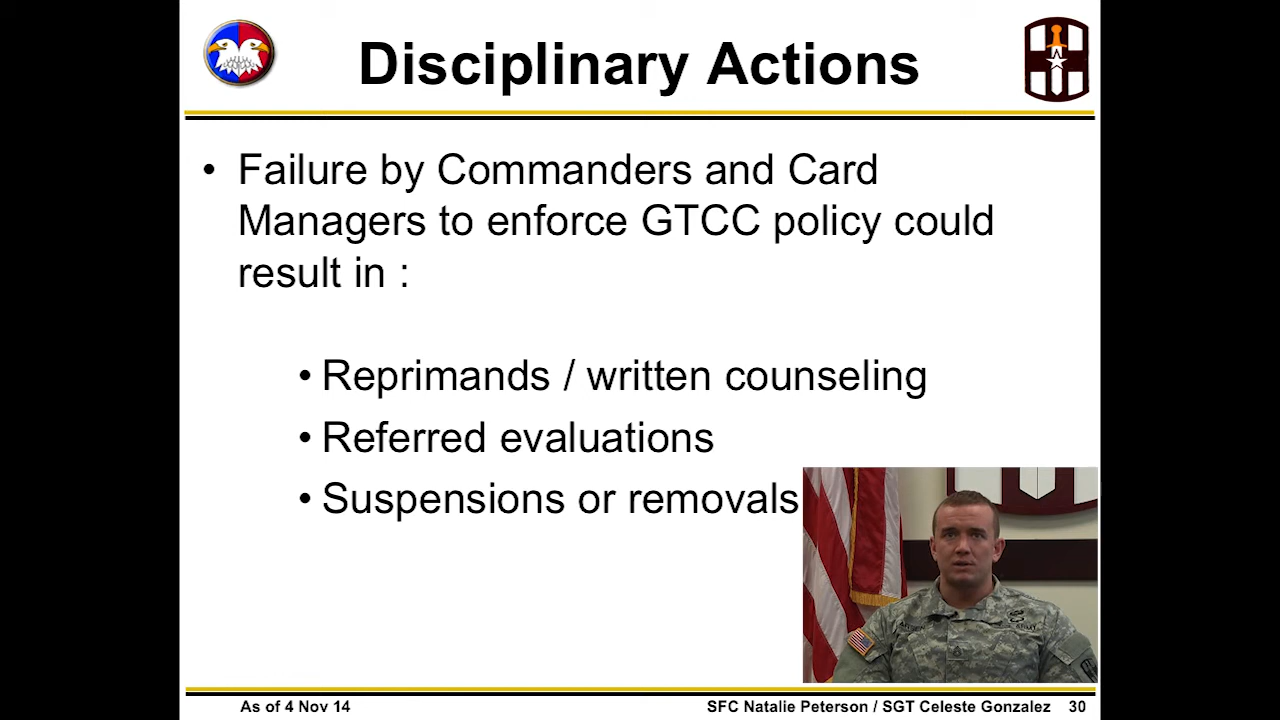 Disciplinary Actions
• Failure by Commanders and Card
Managers to enforce GTCC policy could
result in :
• Reprimands / written counseling
• Referred evaluations
• Suspensions or removals
As of 4 Nov 14
SFC Natalie Peterson / SGT Celeste Gonzalez 30